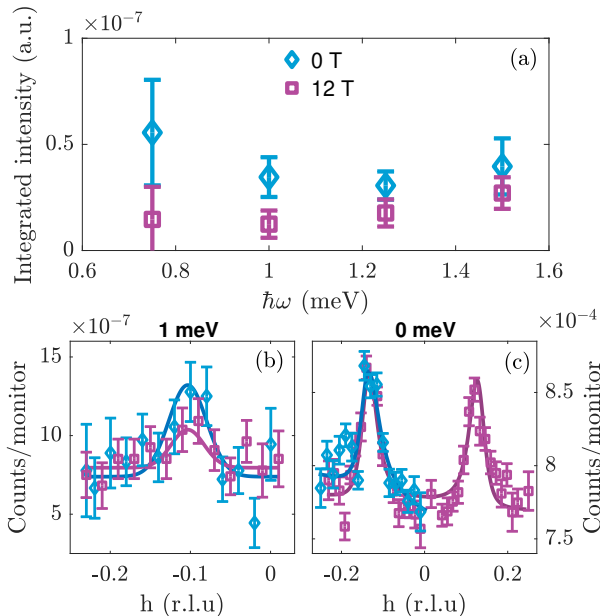 ×10⁻⁷
1
0.5
0
Integrated intensity (a.u.)
0 T
12 T
(a)
0.6 0.8 1 1.2 1.4 1.6
ħω (meV)
×10⁻⁷ 1 meV
15
10
5
Counts/monitor
(b)
-0.2 -0.1 0
h (r.l.u)
0 meV ×10⁻⁴
(c)
8.5
8
7.5
Counts/monitor
-0.2 0 0.2
h (r.l.u)